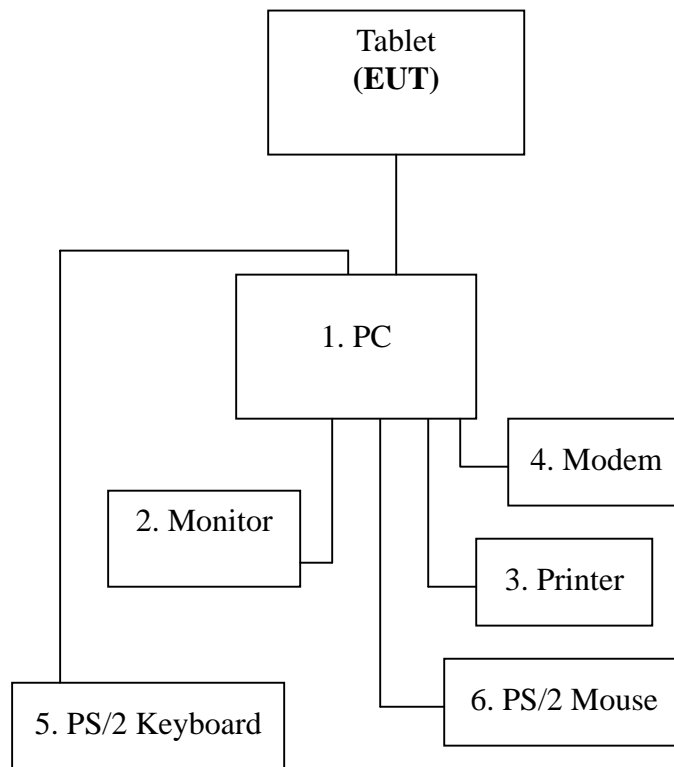 Tablet
(EUT)
1. PC
4. Modem
2. Monitor
3. Printer
6. PS/2 Mouse
5. PS/2 Keyboard